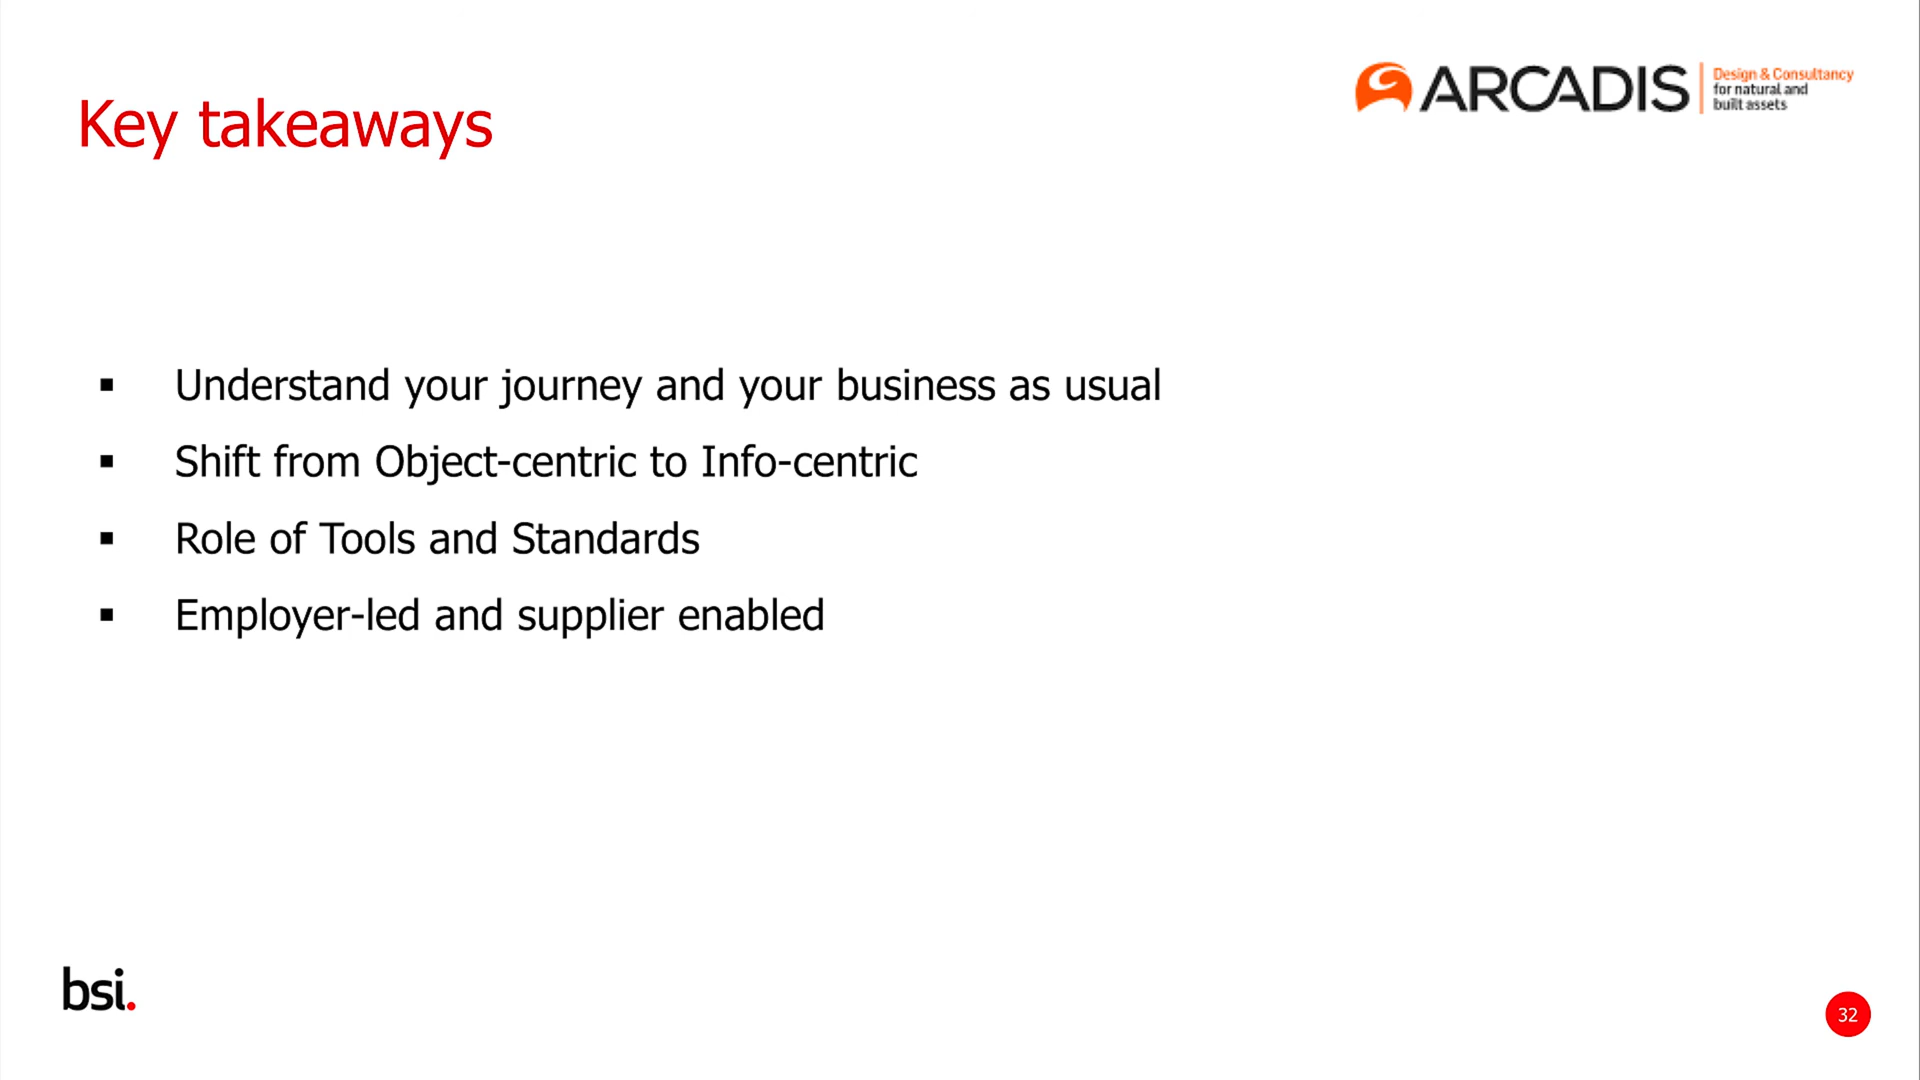 Key takeaways
ARCADIS
Design & Consultancy
for natural and
built assets
▪ Understand your journey and your business as usual
▪ Shift from Object-centric to Info-centric
▪ Role of Tools and Standards
▪ Employer-led and supplier enabled
bsi.
32